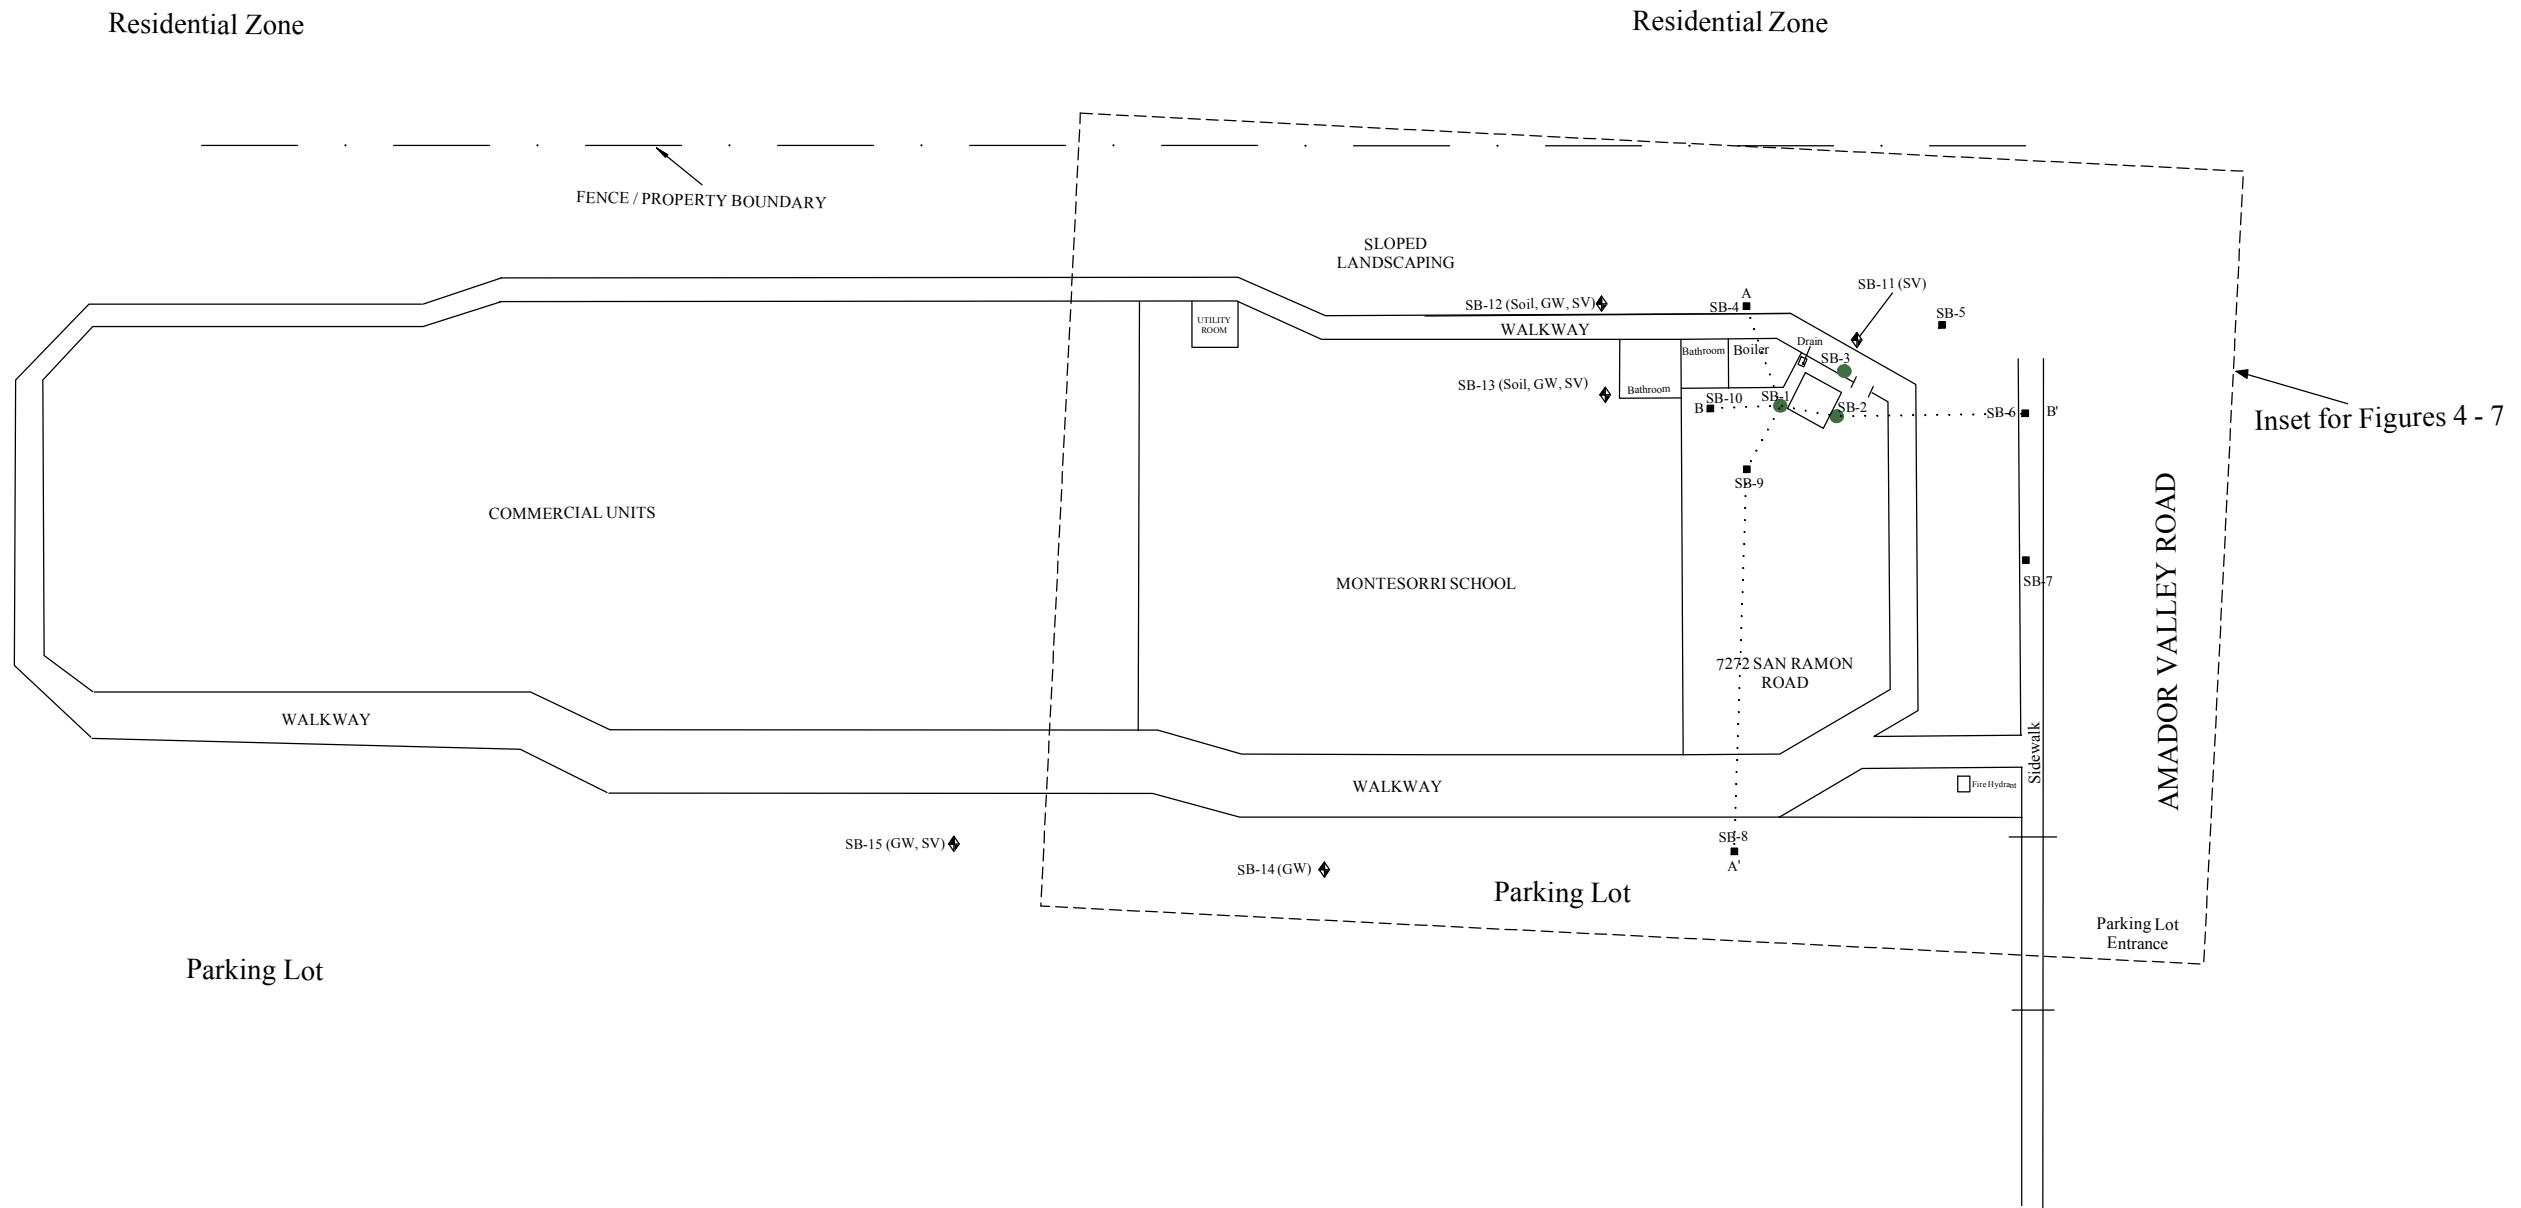 Residential Zone
Residential Zone
FENCE / PROPERTY BOUNDARY
SLOPED
LANDSCAPING
SB-11 (SV)
A
SB-12 (Soil, GW, SV)
SB-4
SB-5
UTILITY
ROOM
WALKWAY
Drain
Bathroom
Boiler
SB-3
SB-13 (Soil, GW, SV)
Bathroom
SB-10
SB-1
B
SB-2
SB-6
B'
Inset for Figures 4 - 7
SB-9
COMMERCIAL UNITS
MONTESORRI SCHOOL
SB-7
AMADOR VALLEY ROAD
7272 SAN RAMON
ROAD
WALKWAY
Sidewalk
WALKWAY
Fire Hydrant
SB-15 (GW, SV)
SB-8
A'
SB-14 (GW)
Parking Lot
Parking Lot
Entrance
Parking Lot